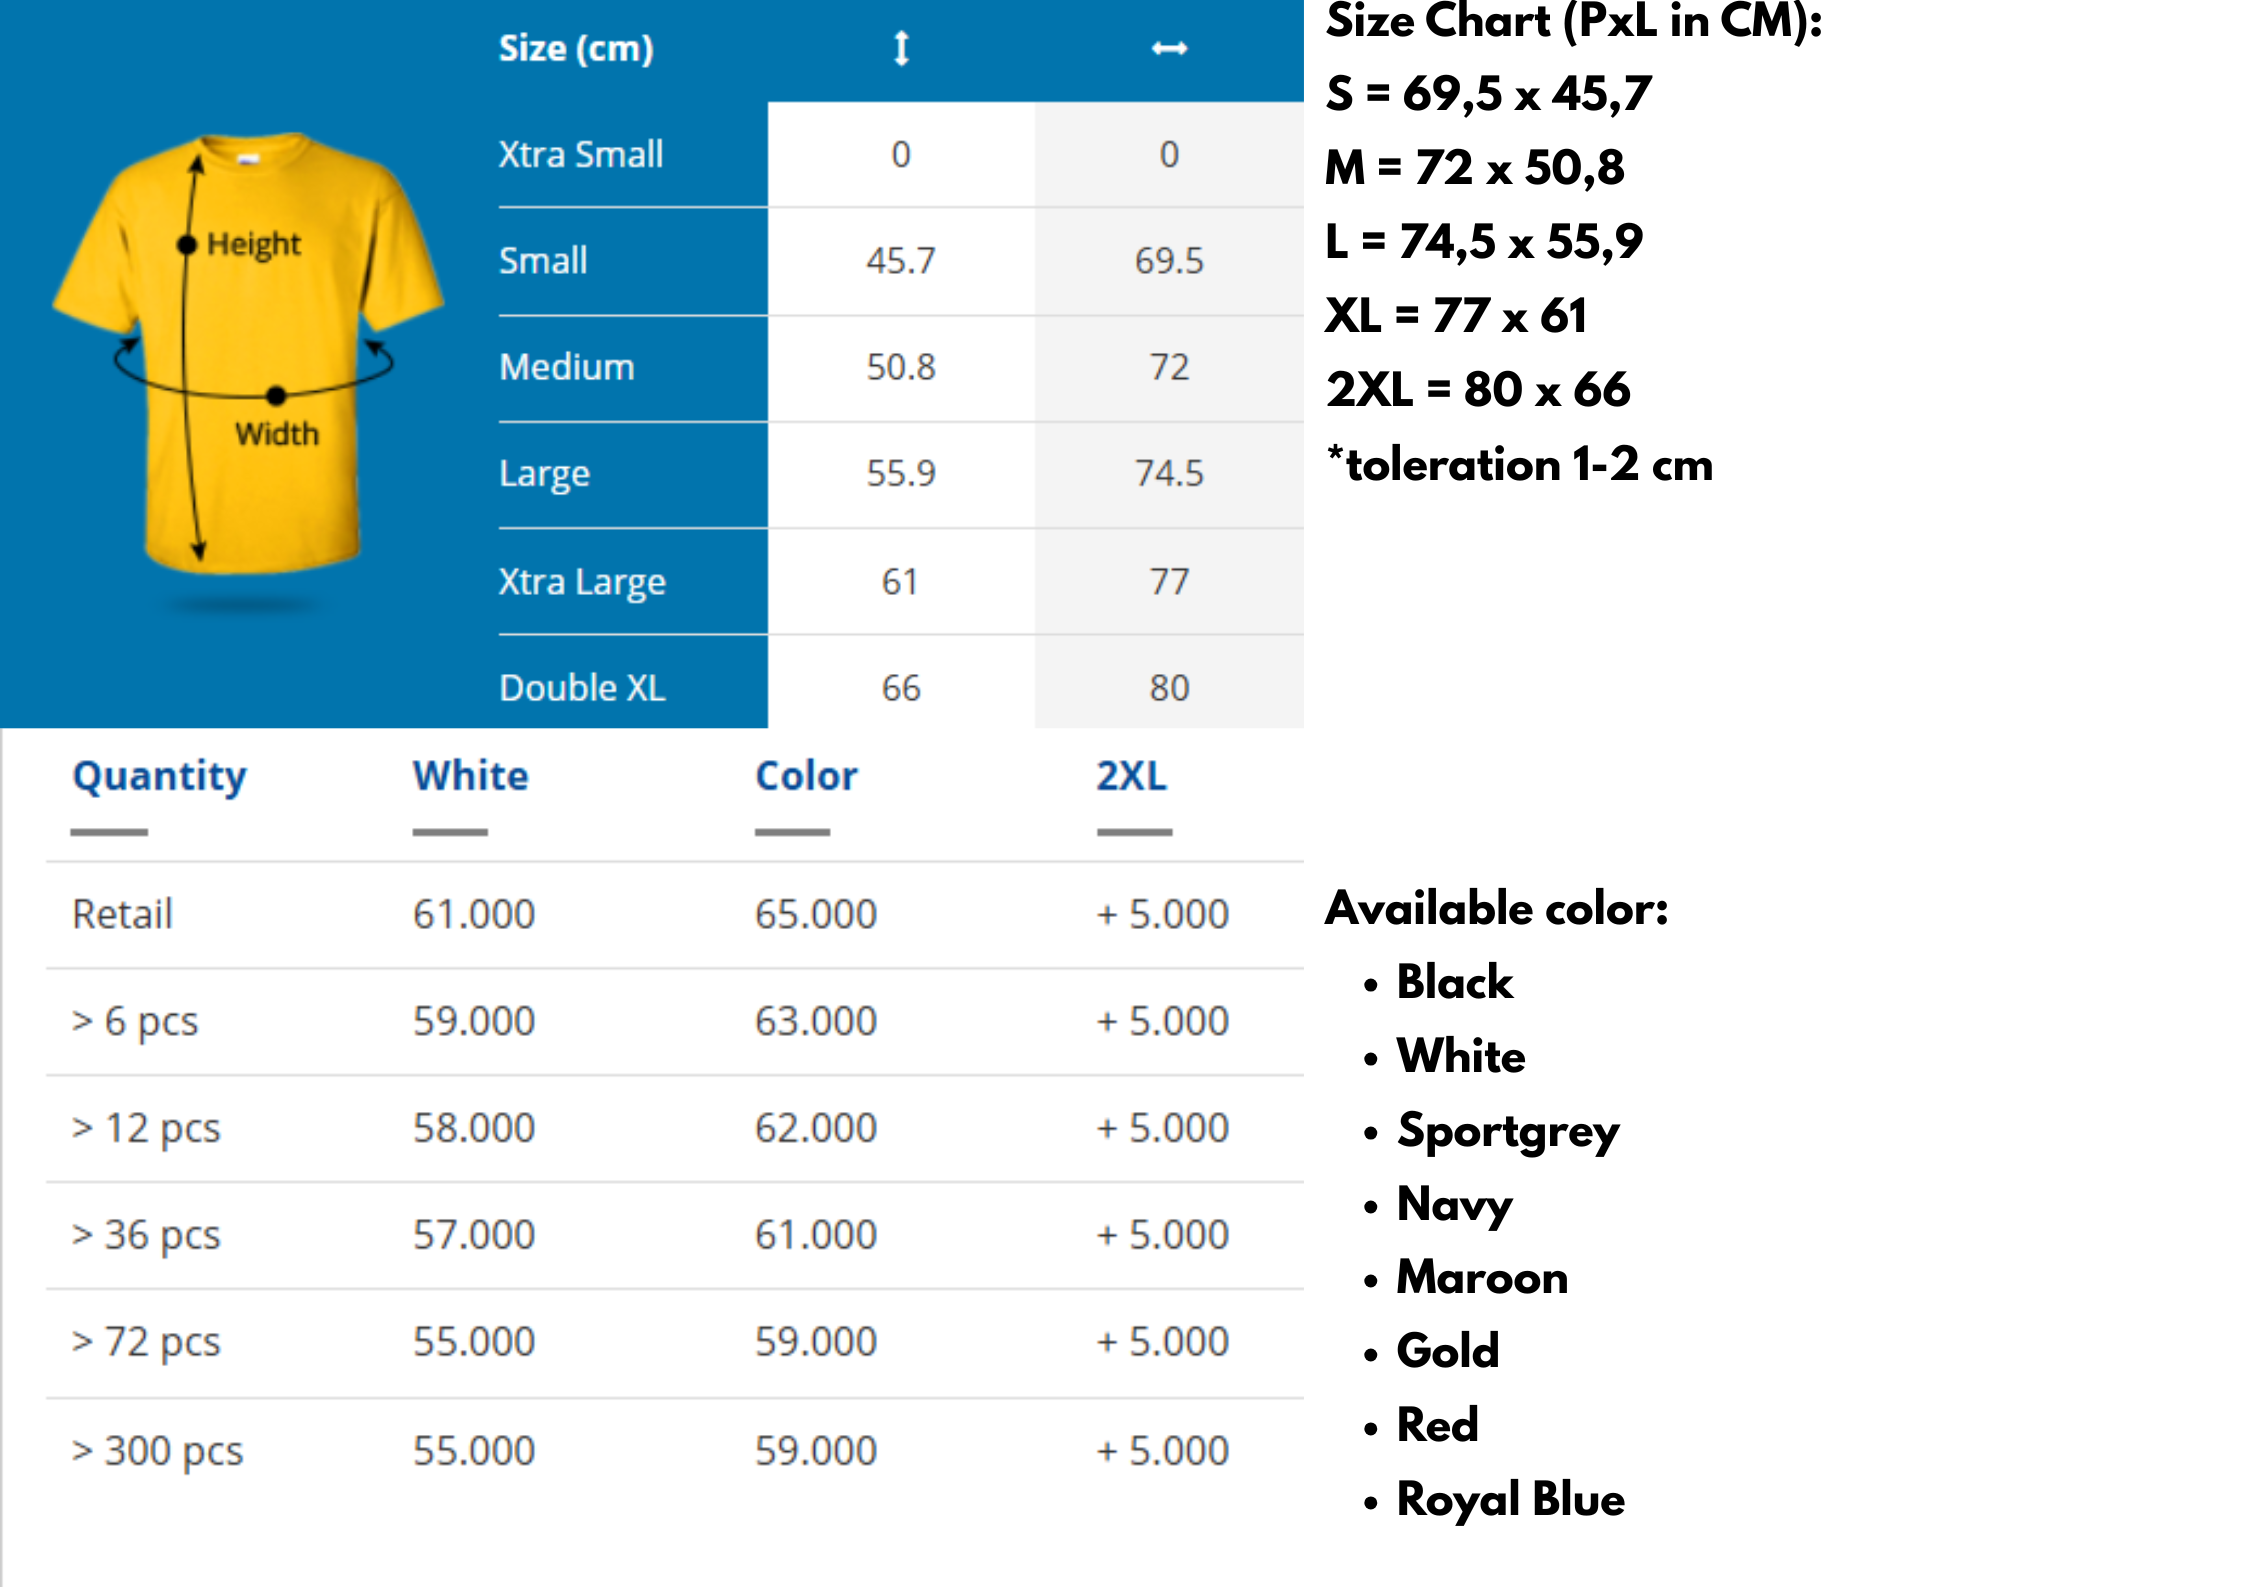 Size (cm)
Xtra Small 0 0
Small 45.7 69.5
Medium 50.8 72
Large 55.9 74.5
Xtra Large 61 77
Double XL 66 80
Height
Width
Size Chart (PxL in CM):
S = 69,5 x 45,7
M = 72 x 50,8
L = 74,5 x 55,9
XL = 77 x 61
2XL = 80 x 66
*toleration 1-2 cm
Quantity White Color 2XL
Retail 61.000 65.000 + 5.000
> 6 pcs 59.000 63.000 + 5.000
> 12 pcs 58.000 62.000 + 5.000
> 36 pcs 57.000 61.000 + 5.000
> 72 pcs 55.000 59.000 + 5.000
> 300 pcs 55.000 59.000 + 5.000
Available color:
• Black
• White
• Sportgrey
• Navy
• Maroon
• Gold
• Red
• Royal Blue